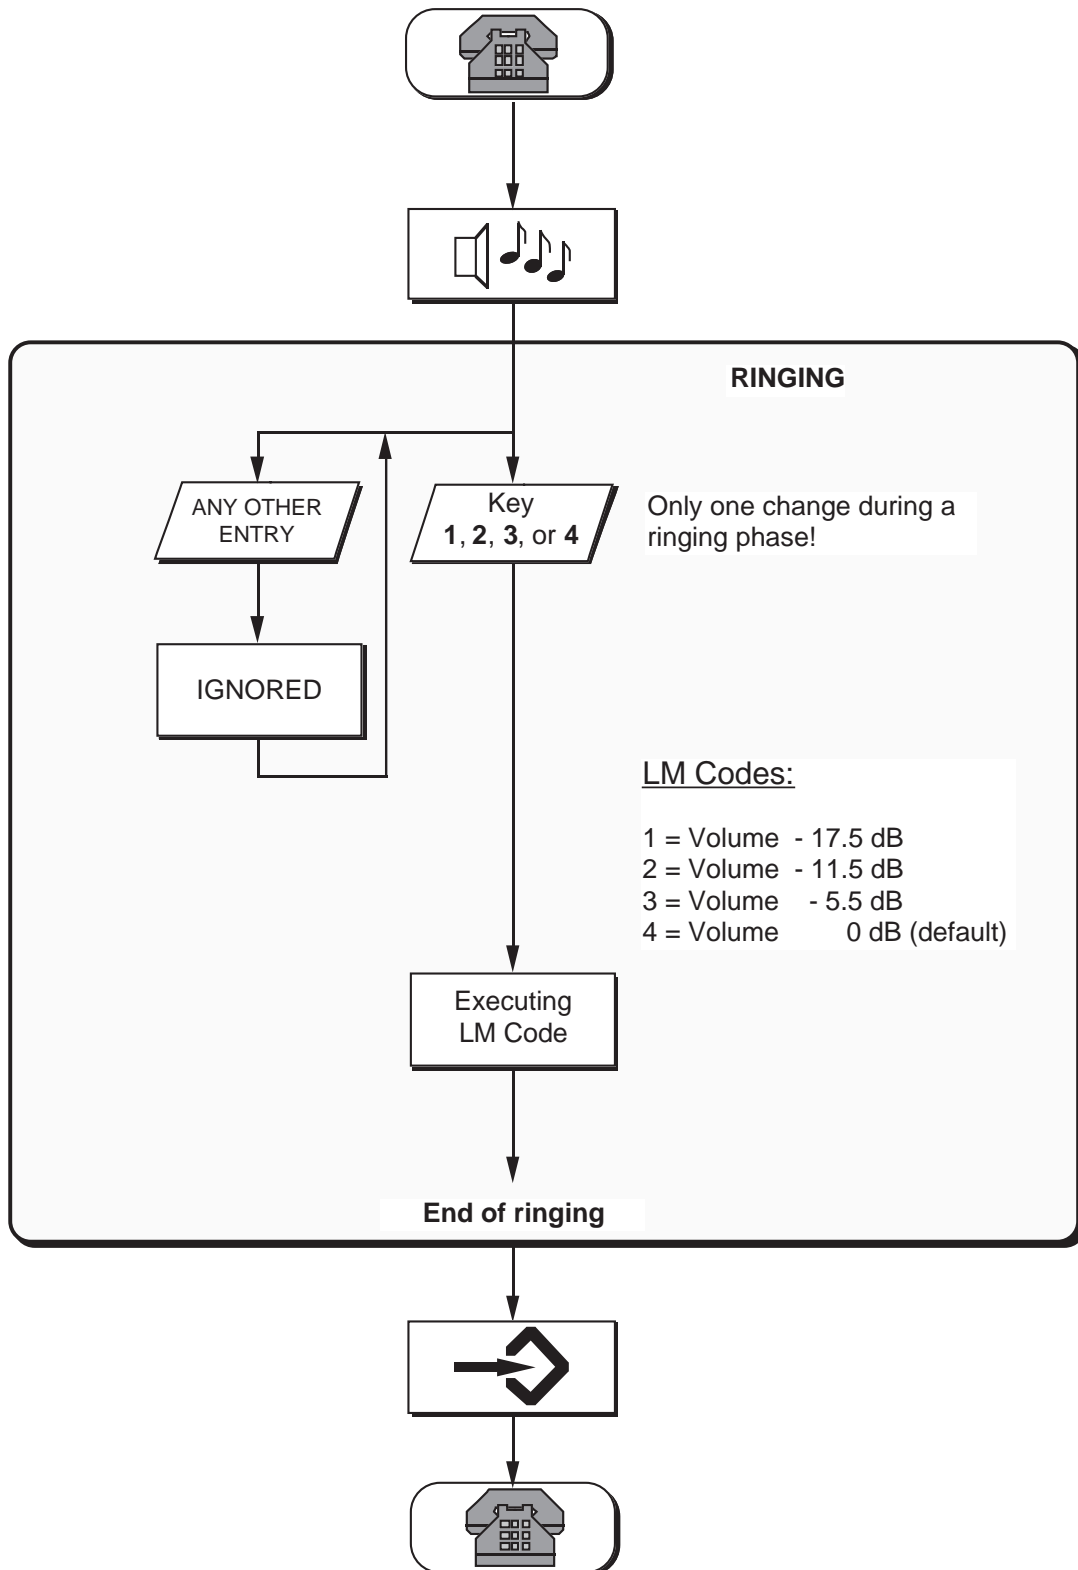 RINGING
ANY OTHER
ENTRY
Key
1, 2, 3, or 4
Only one change during a
ringing phase!
IGNORED
LM Codes:
1 = Volume - 17.5 dB
2 = Volume - 11.5 dB
3 = Volume - 5.5 dB
4 = Volume 0 dB (default)
Executing
LM Code
End of ringing